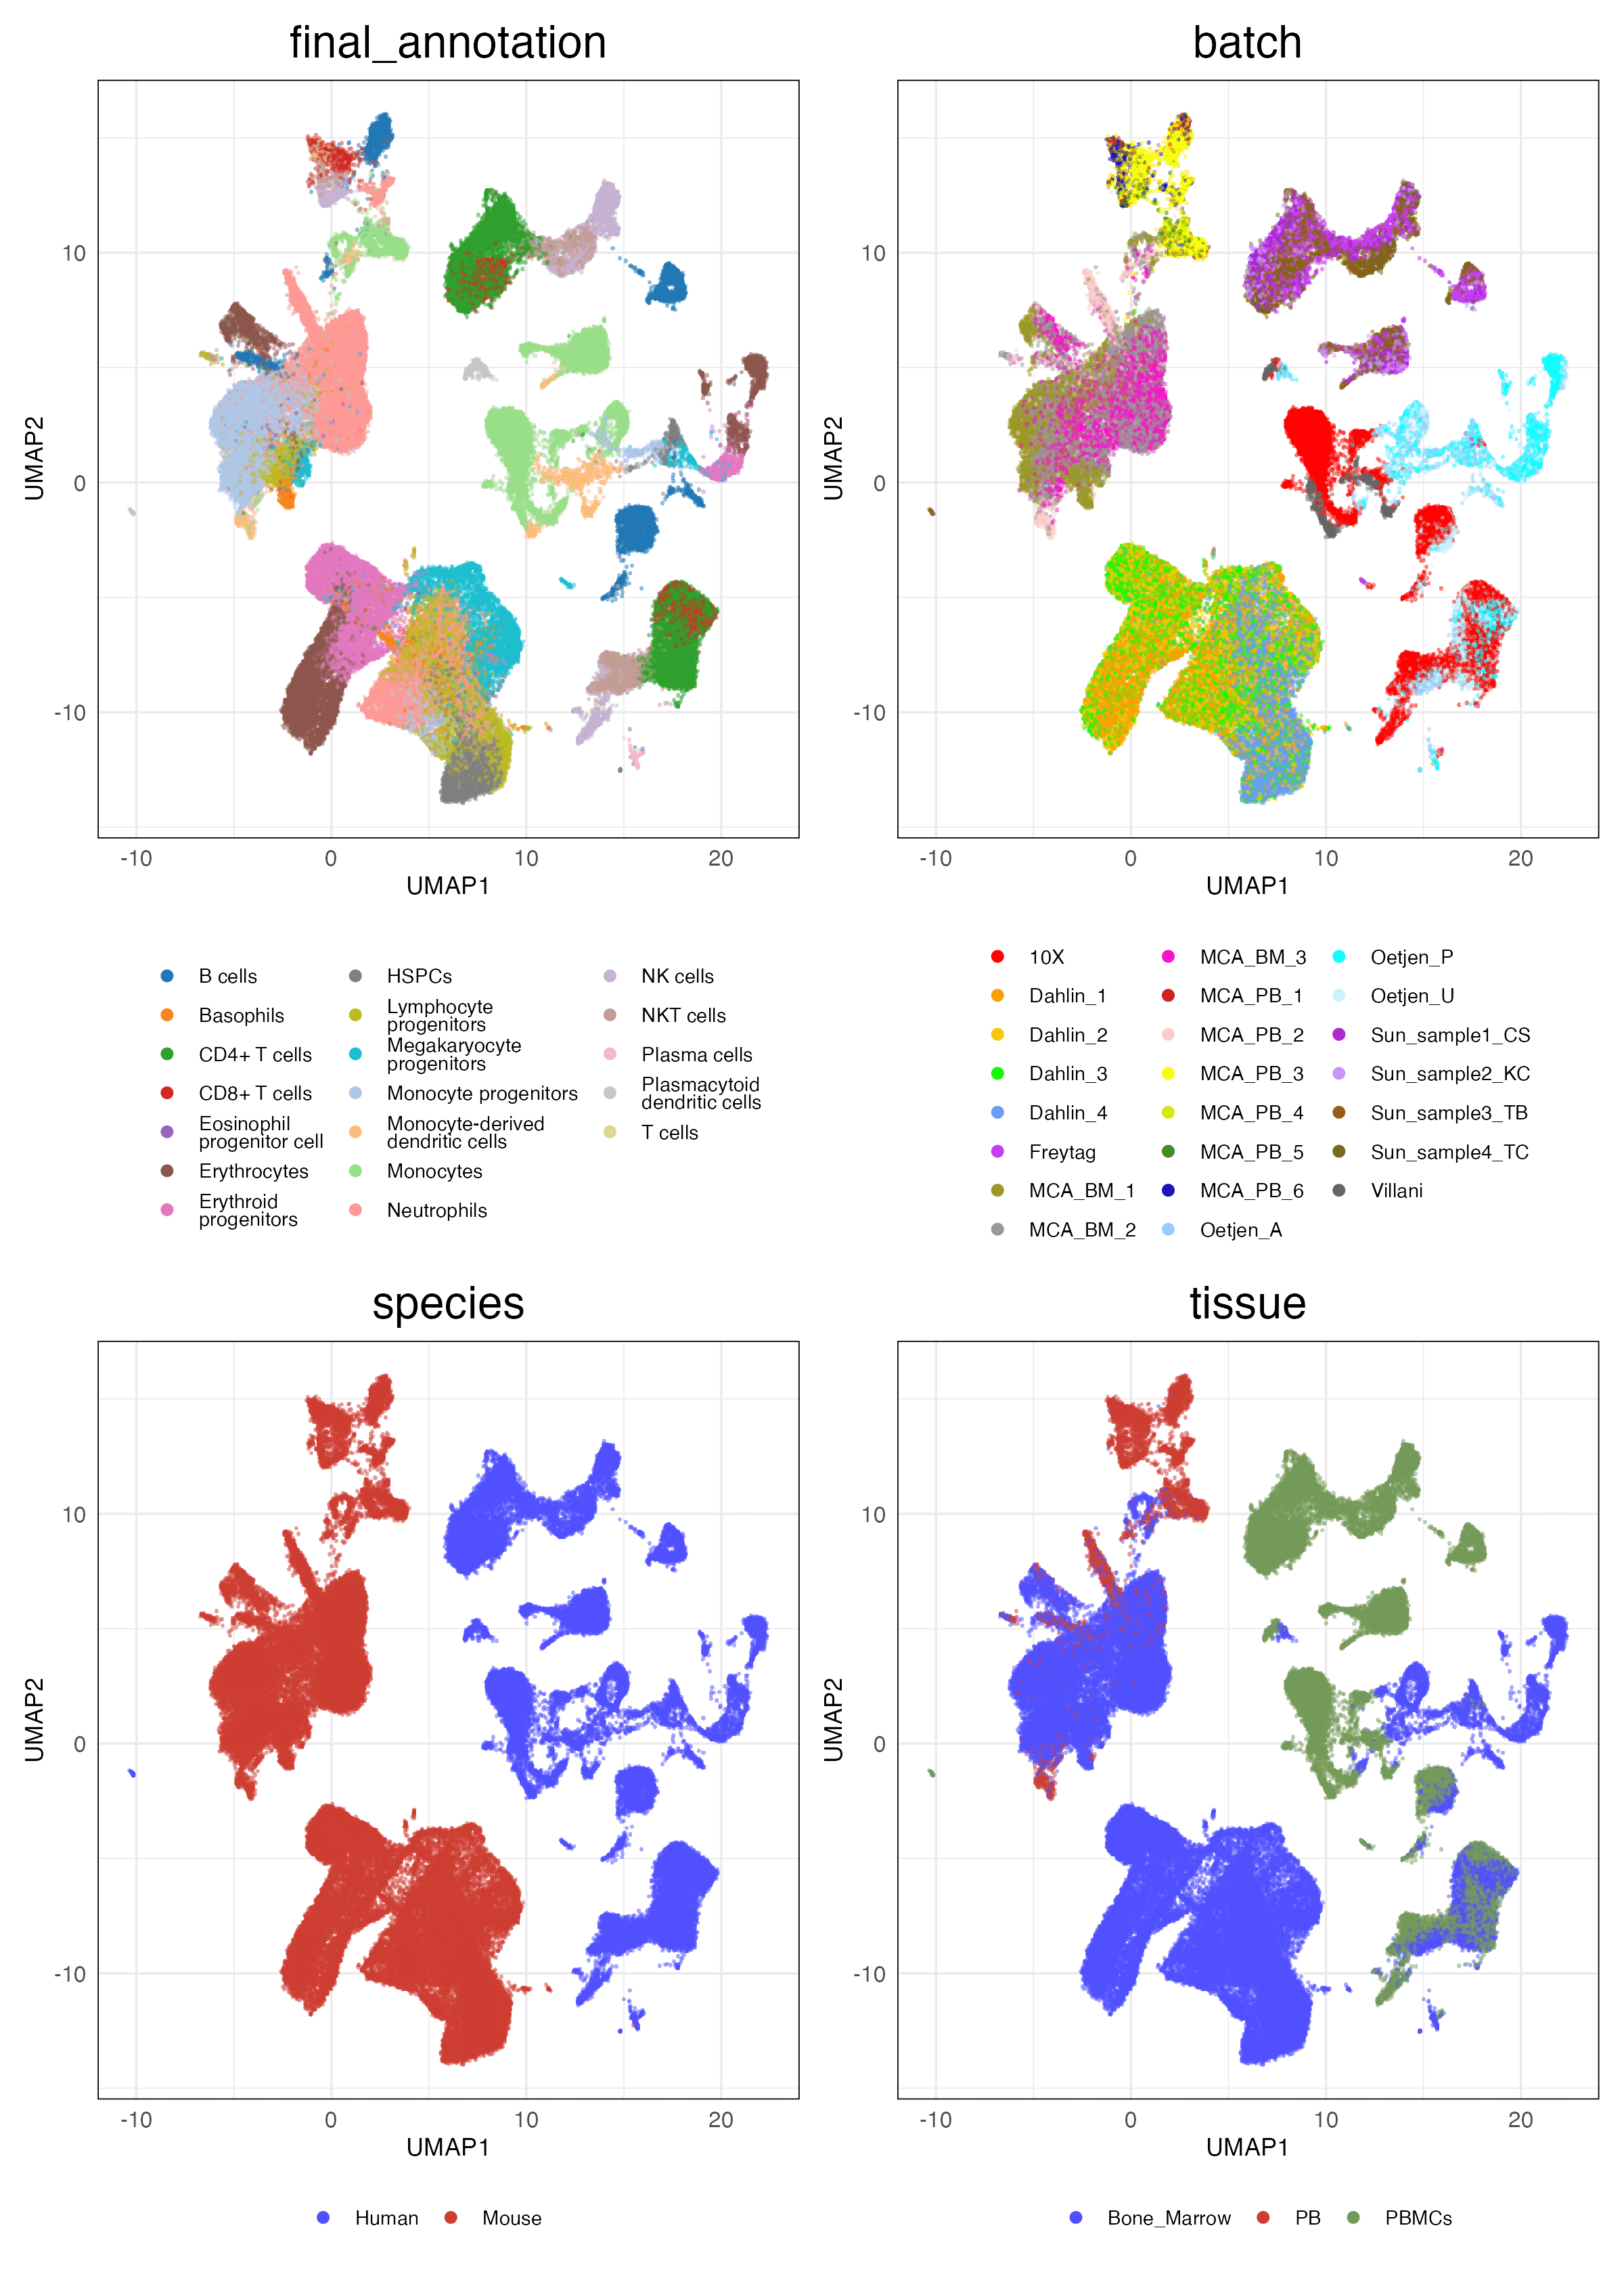 final_annotation
batch
UMAP2
10
0
-10
-10
0
10
20
UMAP1
UMAP2
10
0
-10
-10
0
10
20
UMAP1
B cells
Basophils
CD4+ T cells
CD8+ T cells
Eosinophil
progenitor cell
Erythrocytes
Erythroid
progenitors
HSPCs
Lymphocyte
progenitors
Megakaryocyte
progenitors
Monocyte progenitors
Monocyte-derived
dendritic cells
Monocytes
Neutrophils
NK cells
NKT cells
Plasma cells
Plasmacytoid
dendritic cells
T cells
10X
Dahlin_1
Dahlin_2
Dahlin_3
Dahlin_4
Freytag
MCA_BM_1
MCA_BM_2
MCA_BM_3
MCA_PB_1
MCA_PB_2
MCA_PB_3
MCA_PB_4
MCA_PB_5
MCA_PB_6
Oetjen_A
Oetjen_P
Oetjen_U
Sun_sample1_CS
Sun_sample2_KC
Sun_sample3_TB
Sun_sample4_TC
Villani
species
tissue
UMAP2
10
0
-10
-10
0
10
20
UMAP1
UMAP2
10
0
-10
-10
0
10
20
UMAP1
Human
Mouse
Bone_Marrow
PB
PBMCs